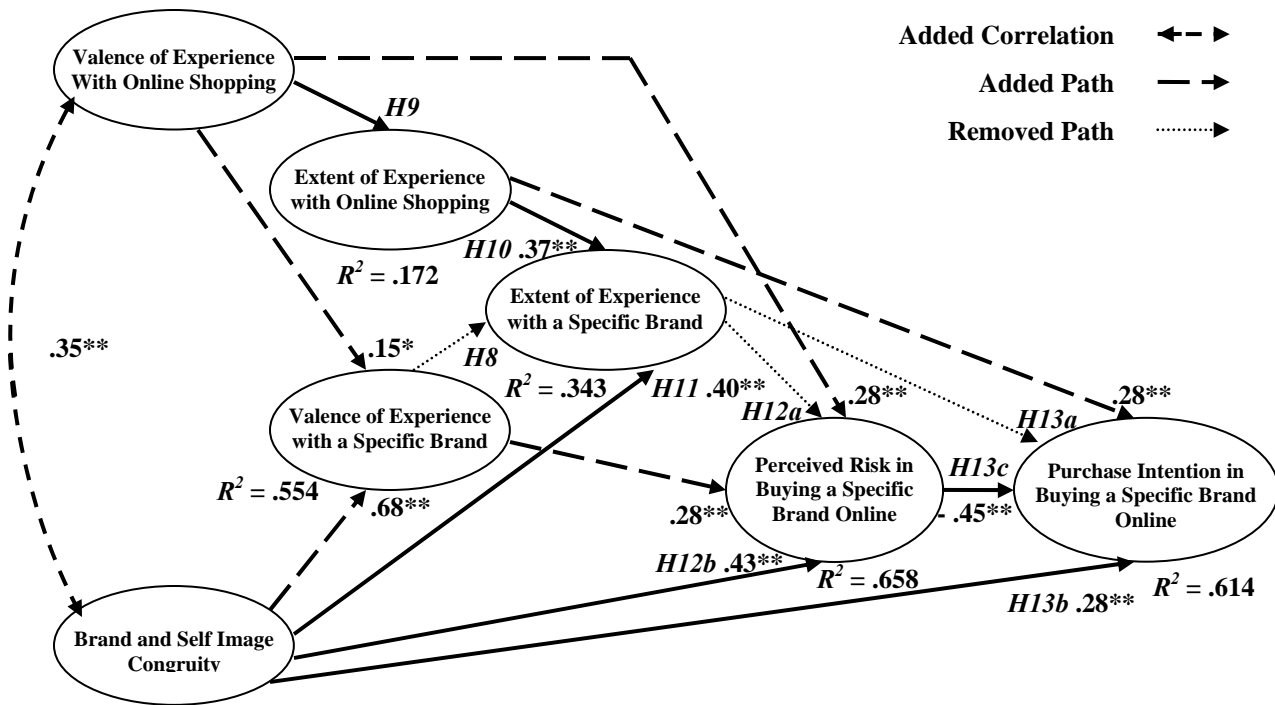 Valence of Experience
With Online Shopping
Added Correlation
Added Path
Removed Path
H9
Extent of Experience
with Online Shopping
R² = .172
H10 .37**
Extent of Experience
with a Specific Brand
.35**
.15*
H8
R² = .343
H11 .40**
Valence of Experience
with a Specific Brand
R² = .554
.68**
H12a
.28**
H13a
.28**
Perceived Risk in
Buying a Specific
Brand Online
H13c
- .45**
Purchase Intention in
Buying a Specific Brand
Online
.28**
H12b .43**
R² = .658
H13b .28**
R² = .614
Brand and Self Image
Congruity